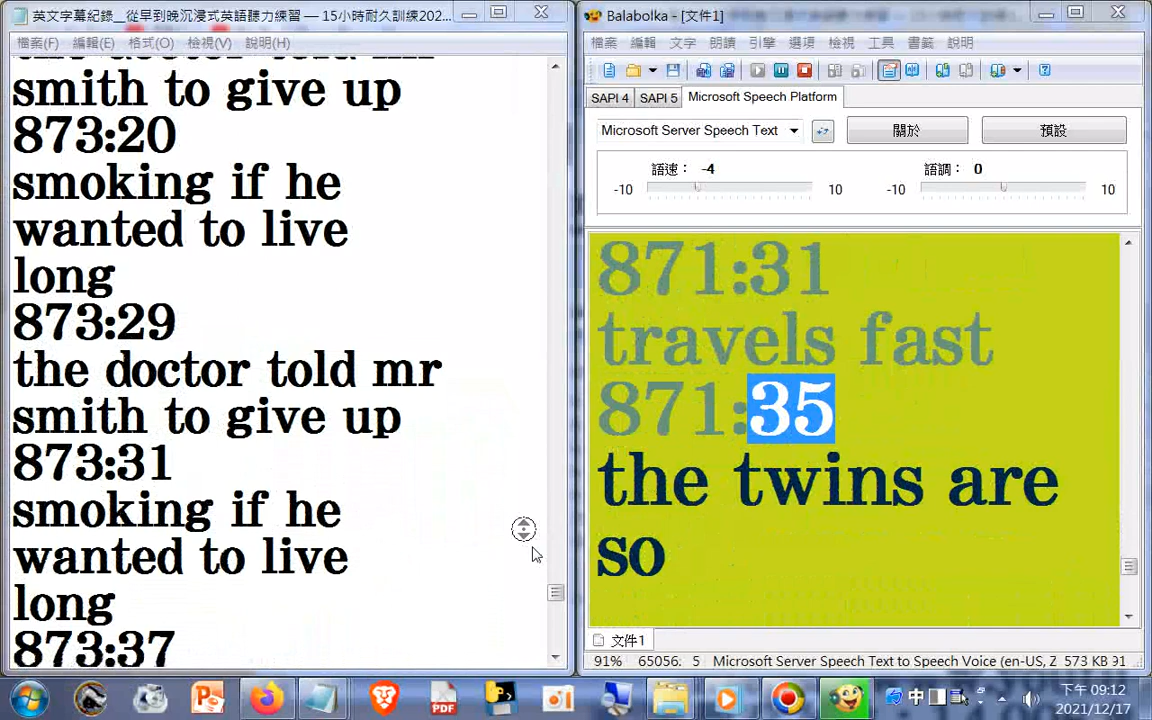 英文字幕紀錄__從早到晚沉浸式英語聽力練習 — 15小時耐久訓練202...
檔案(F) 編輯(E) 格式(O) 檢視(V) 說明(H)
smith to give up
873:20
smoking if he
wanted to live
long
873:29
the doctor told mr
smith to give up
873:31
smoking if he
wanted to live
long
873:37
Balabolka - [文件1]
檔案 編輯 文字 朗讀 引擎 選項 檢視 工具 書籤 說明
SAPI 4 SAPI 5 Microsoft Speech Platform
Microsoft Server Speech Text
關於
預設
語速： -4
語調： 0
-10 10 -10 10
871:31
travels fast
871:35
the twins are
so
文件1
91% 65056: 5 Microsoft Server Speech Text to Speech Voice (en-US, Z 573 KB 91
PDF
中
下午 09:12
2021/12/17